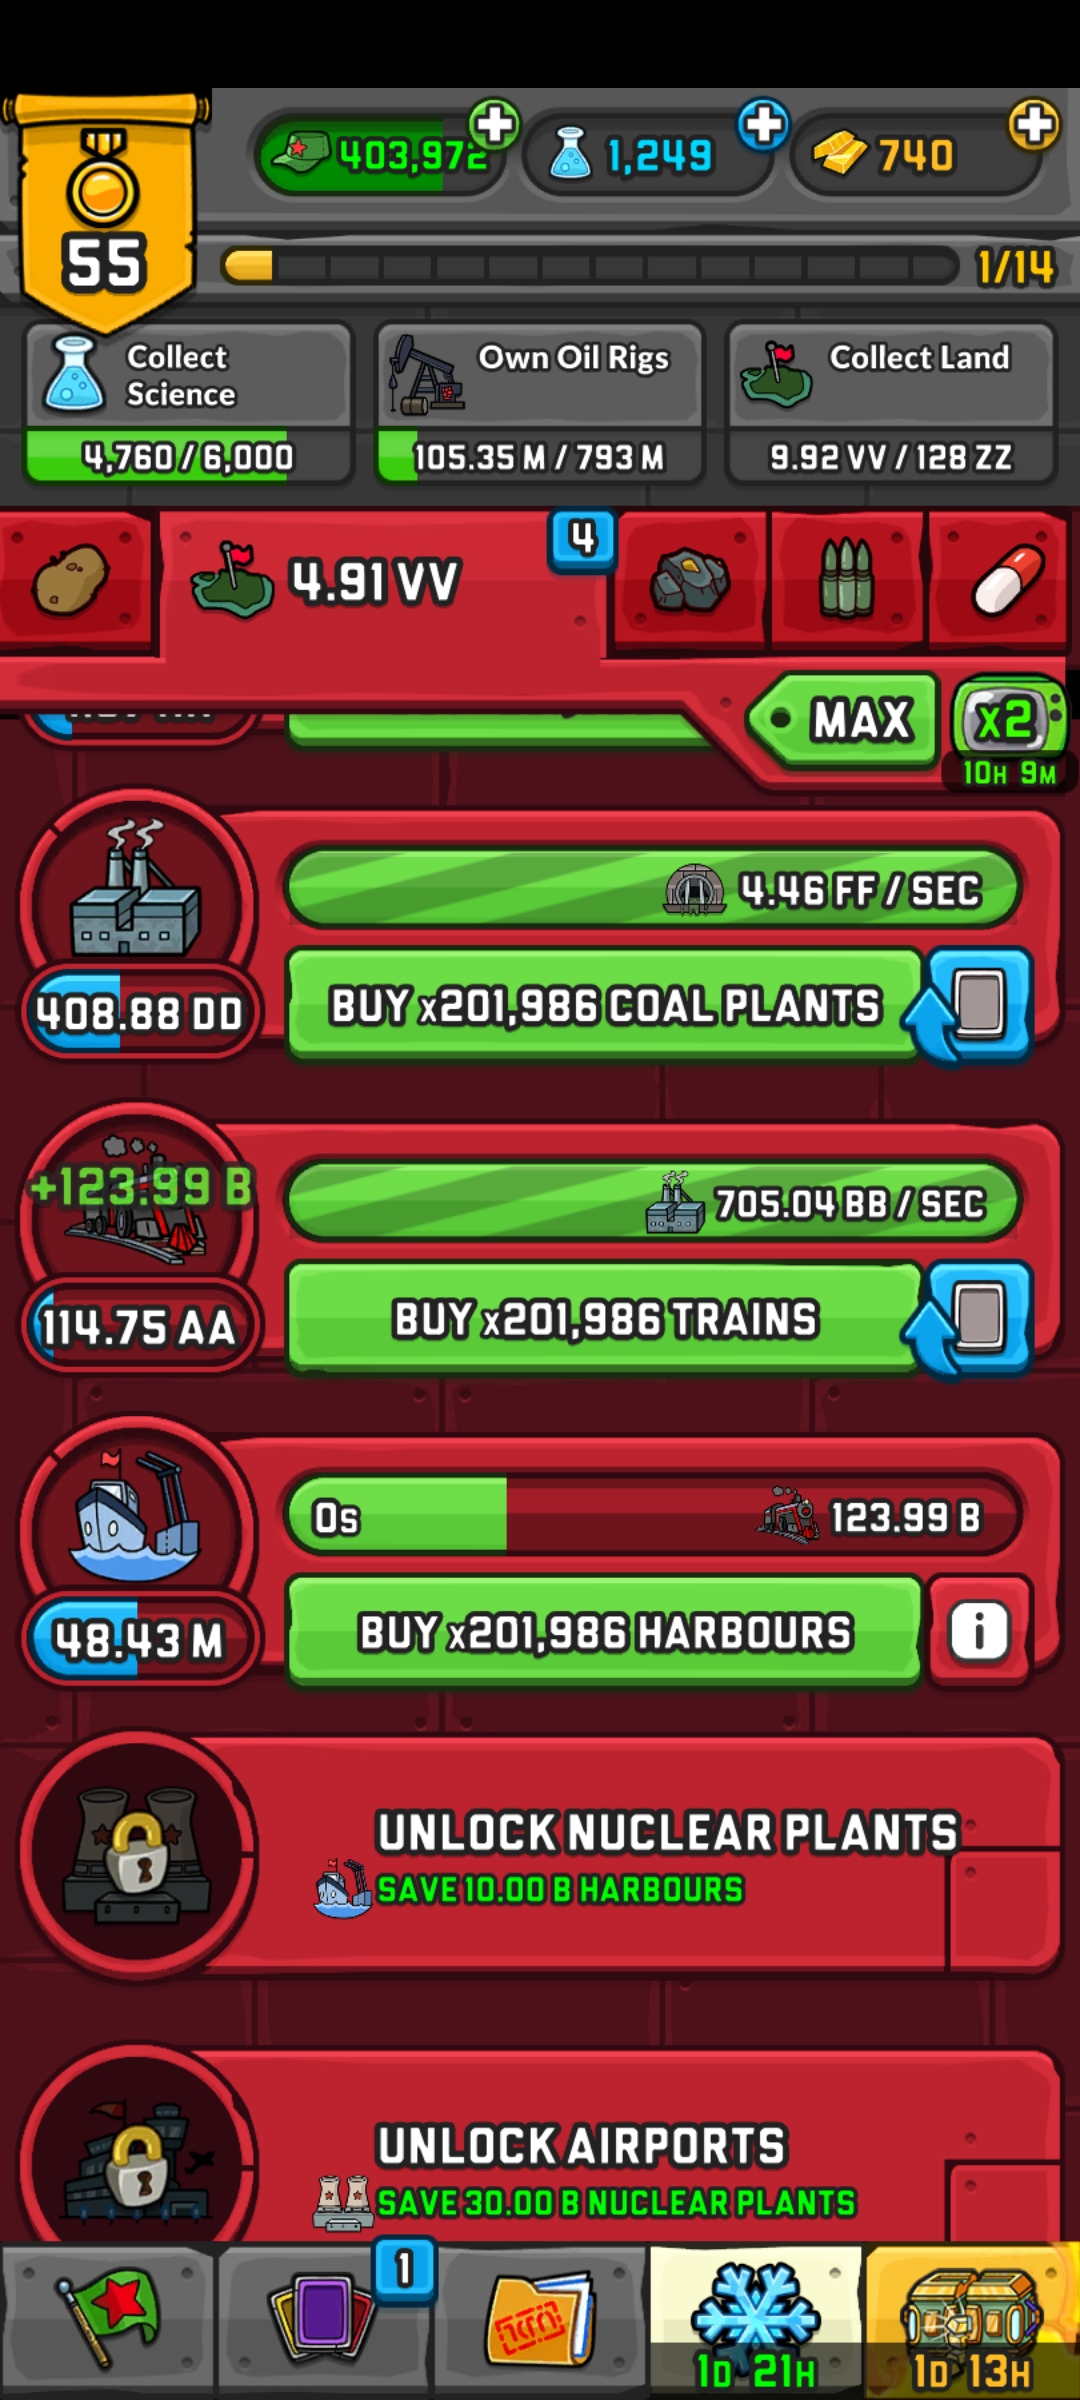 403,972
1,249
740
55
1/14
Collect
Science
Own Oil Rigs
Collect Land
4,760 / 6,000
105.35 M / 793 M
9.92 VV / 128 ZZ
4.91 VV
4
MAX
x2
10H 9M
4.46 FF / SEC
408.88 DD
BUY x201,986 COAL PLANTS
+123.99 B
705.04 BB / SEC
114.75 AA
BUY x201,986 TRAINS
0s
123.99 B
48.43 M
BUY x201,986 HARBOURS
i
UNLOCK NUCLEAR PLANTS
SAVE 10.00 B HARBOURS
UNLOCK AIRPORTS
SAVE 30.00 B NUCLEAR PLANTS
1
1D 21H
1D 13H